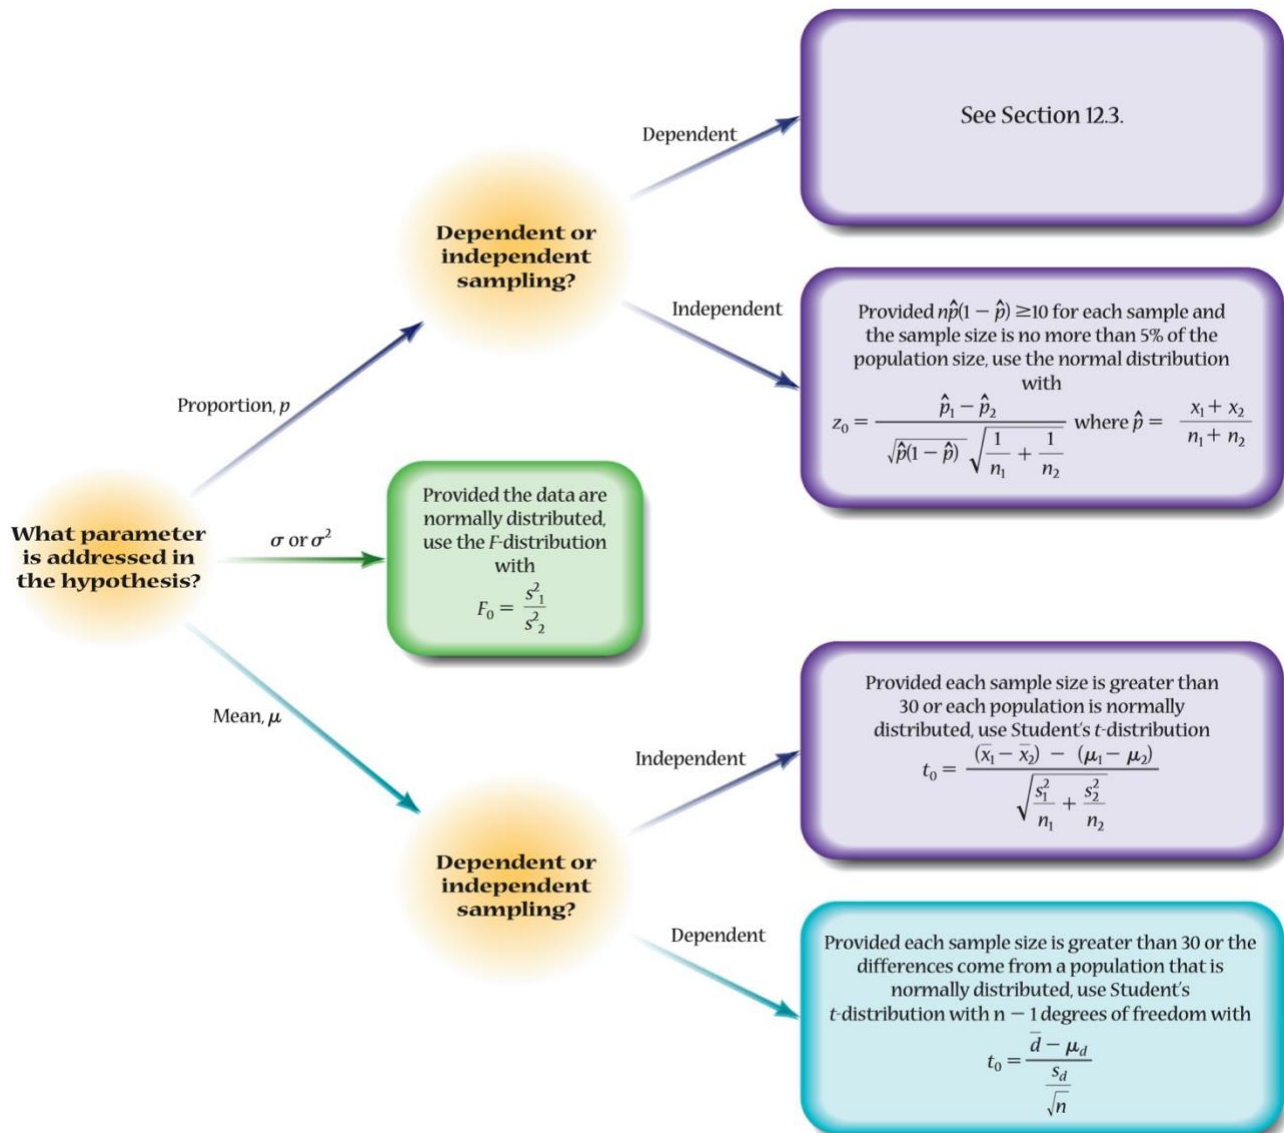 See Section 12.3.
Dependent
Dependent or
independent
sampling?
Independent
Provided np̂(1 − p̂) ≥10 for each sample and
the sample size is no more than 5% of the
population size, use the normal distribution
with
z₀ = (p̂₁ − p̂₂) / (√p̂(1 − p̂) √(1/n₁ + 1/n₂)) where p̂ = (x₁ + x₂) / (n₁ + n₂)
Proportion, p
What parameter
is addressed in
the hypothesis?
σ or σ²
Provided the data are
normally distributed,
use the F-distribution
with
F₀ = s²₁ / s²₂
Mean, μ
Dependent or
independent
sampling?
Independent
Provided each sample size is greater than
30 or each population is normally
distributed, use Student's t-distribution
t₀ = ((x̄₁ − x̄₂) − (μ₁ − μ₂)) / √(s₁²/n₁ + s₂²/n₂)
Dependent
Provided each sample size is greater than 30 or the
differences come from a population that is
normally distributed, use Student's
t-distribution with n − 1 degrees of freedom with
t₀ = (d̄ − μ_d) / (s_d / √n)